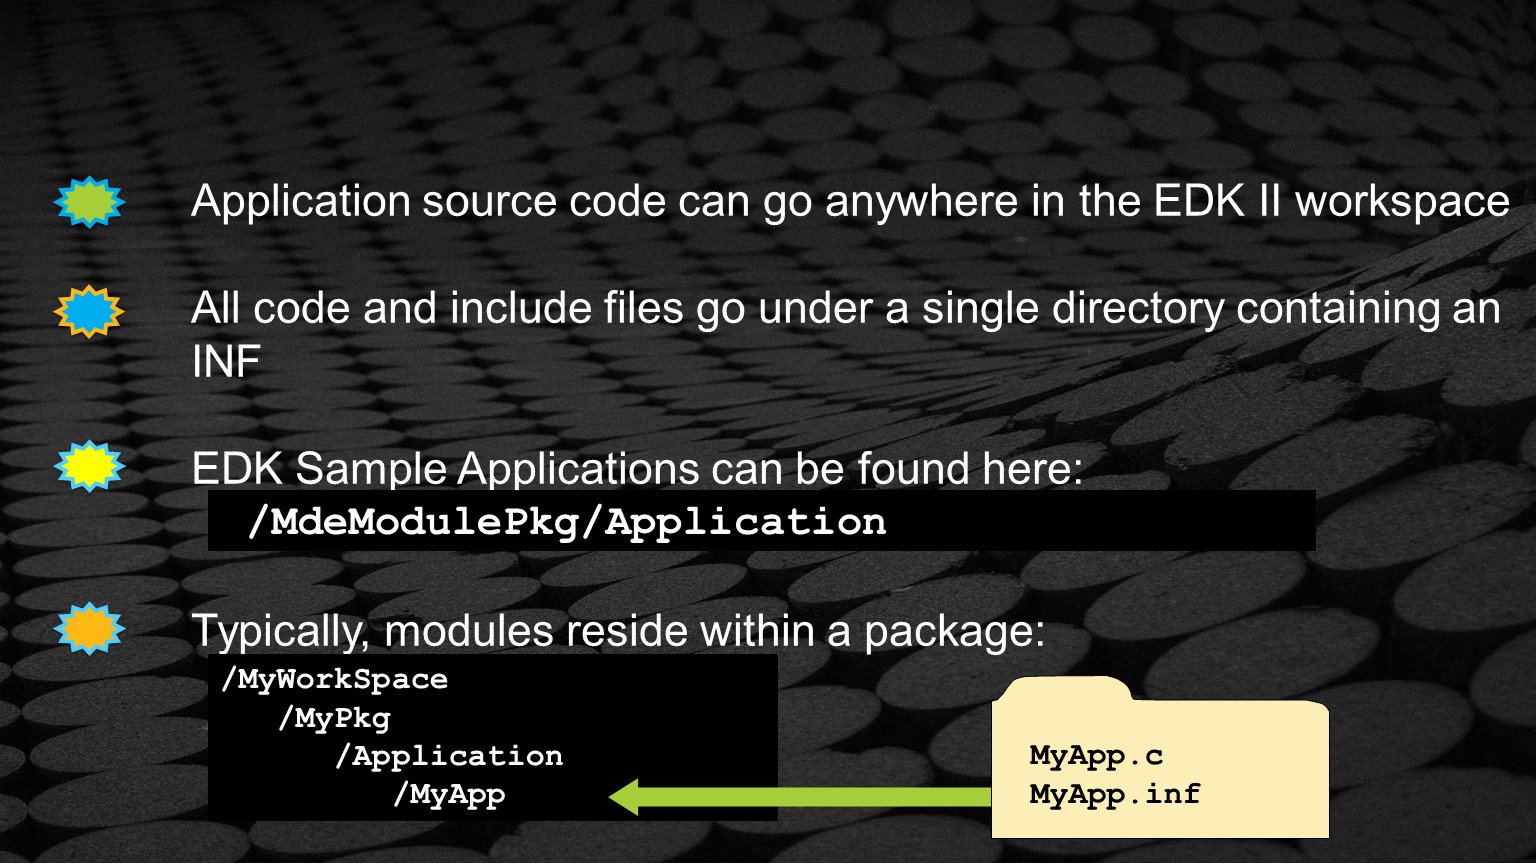 Application source code can go anywhere in the EDK II workspace
All code and include files go under a single directory containing an
INF
EDK Sample Applications can be found here:
/MdeModulePkg/Application
Typically, modules reside within a package:
/MyWorkSpace
/MyPkg
/Application
/MyApp
MyApp.c
MyApp.inf